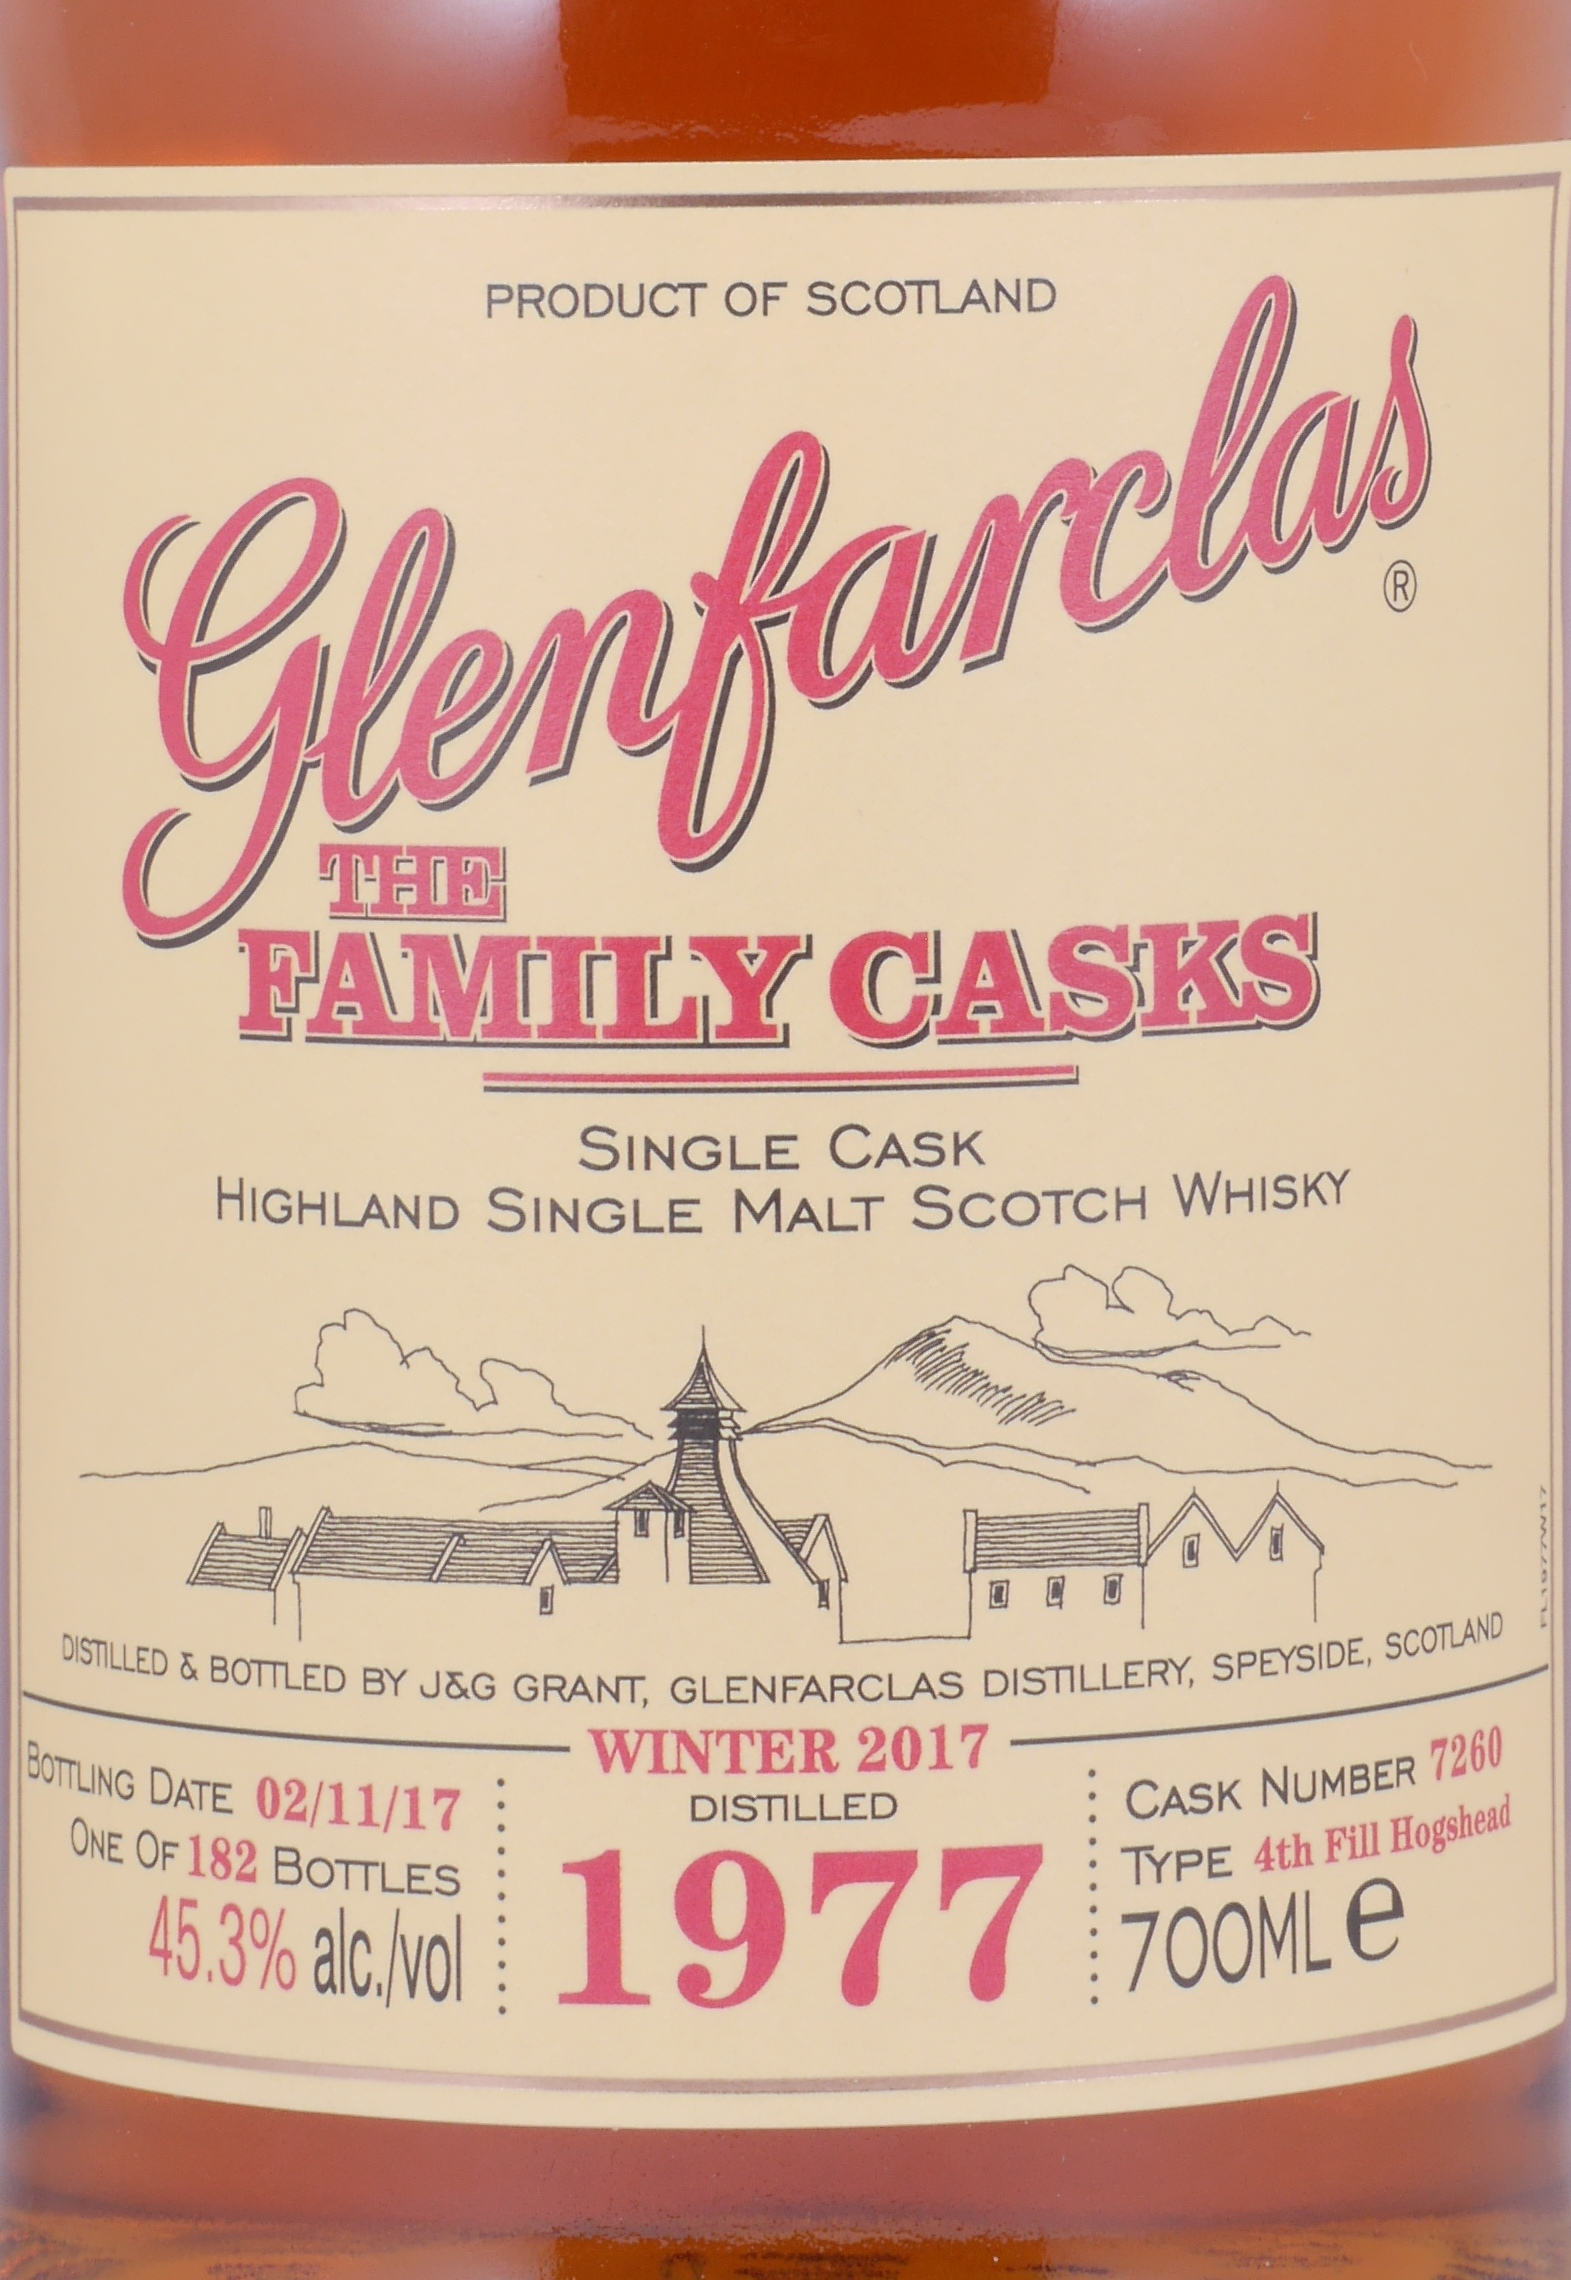 PRODUCT OF SCOTLAND
Glenfarclas®
THE
FAMILY CASKS
SINGLE CASK
HIGHLAND SINGLE MALT SCOTCH WHISKY
DISTILLED & BOTTLED BY J&G GRANT, GLENFARCLAS DISTILLERY, SPEYSIDE, SCOTLAND
FL1977W17
BOTTLING DATE 02/11/17
ONE OF 182 BOTTLES
45.3% alc./vol
WINTER 2017
DISTILLED
1977
CASK NUMBER 7260
TYPE 4th Fill Hogshead
700ML e